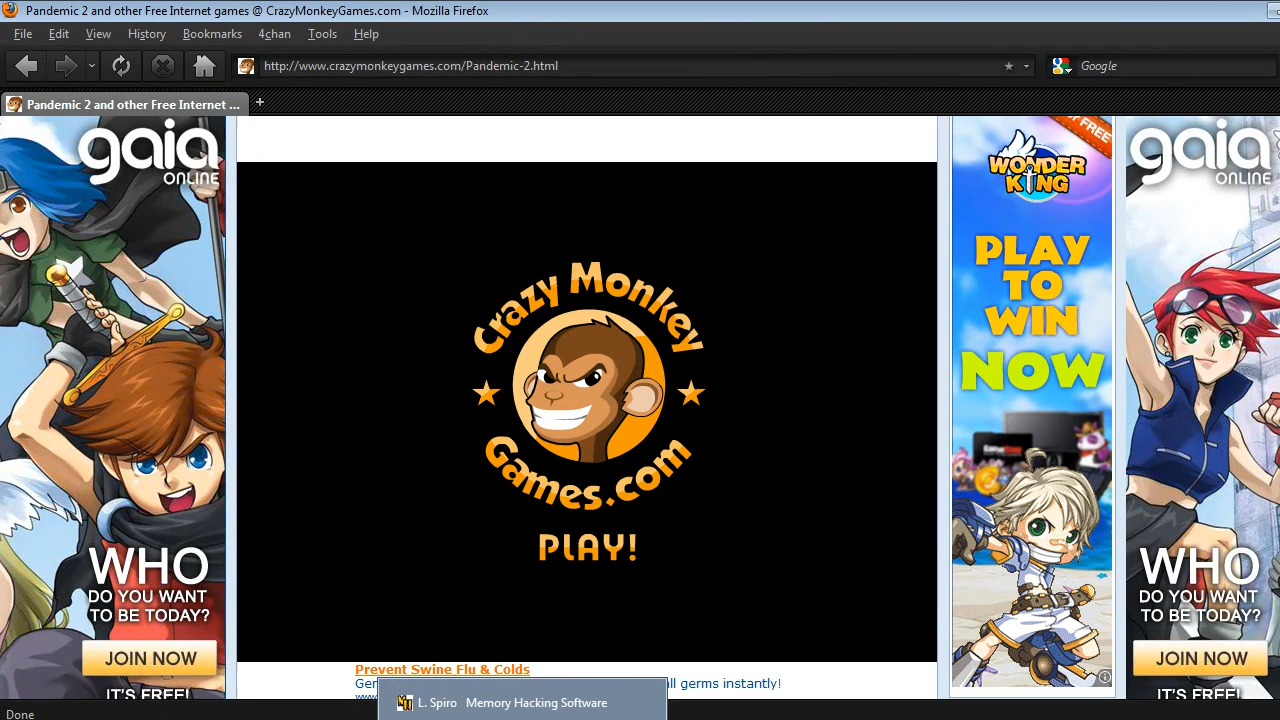 Pandemic 2 and other Free Internet games @ CrazyMonkeyGames.com - Mozilla Firefox
File Edit View History Bookmarks 4chan Tools Help
http://www.crazymonkeygames.com/Pandemic-2.html
Google
Pandemic 2 and other Free Internet ...
gaia
ONLINE
WHO
DO YOU WANT
TO BE TODAY?
JOIN NOW
IT'S FREE!
Crazy Monkey
Games.com
PLAY!
Prevent Swine Flu & Colds
all germs instantly!
L. Spiro Memory Hacking Software
FREE
WONDER
KING
PLAY
TO
WIN
NOW
gaia
ONLINE
WHO
DO YOU WANT
TO BE TODAY?
JOIN NOW
IT'S FREE!
Done